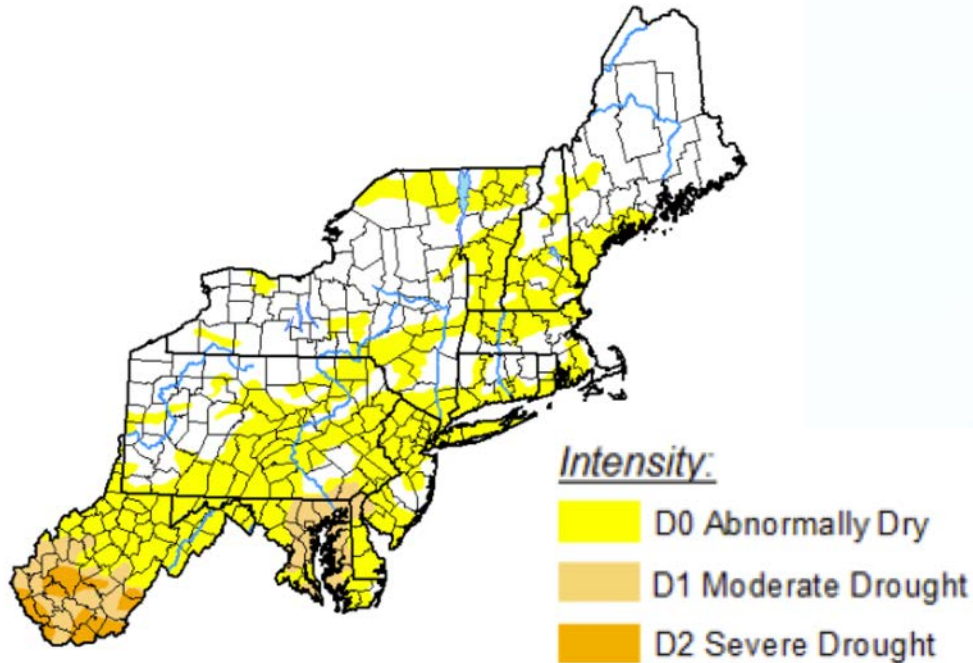 Intensity:
D0 Abnormally Dry
D1 Moderate Drought
D2 Severe Drought